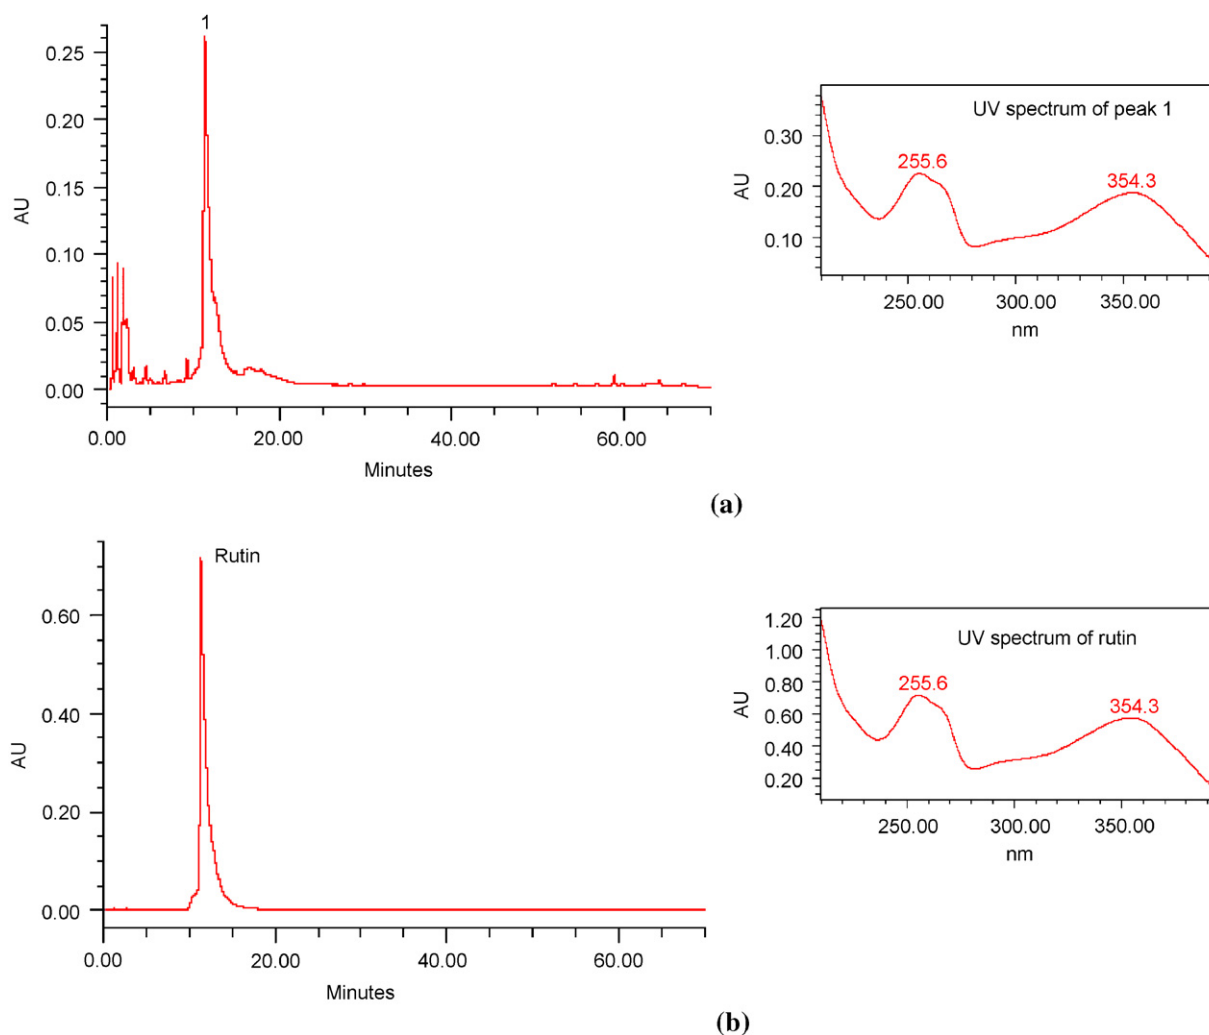 1
0.25
0.20
0.15
0.10
0.05
0.00
AU
0.00 20.00 40.00 60.00
Minutes
UV spectrum of peak 1
255.6
354.3
0.30
0.20
0.10
AU
250.00 300.00 350.00
nm
(a)
Rutin
0.60
0.40
0.20
0.00
AU
0.00 20.00 40.00 60.00
Minutes
UV spectrum of rutin
255.6
354.3
1.20
1.00
0.80
0.60
0.40
0.20
AU
250.00 300.00 350.00
nm
(b)